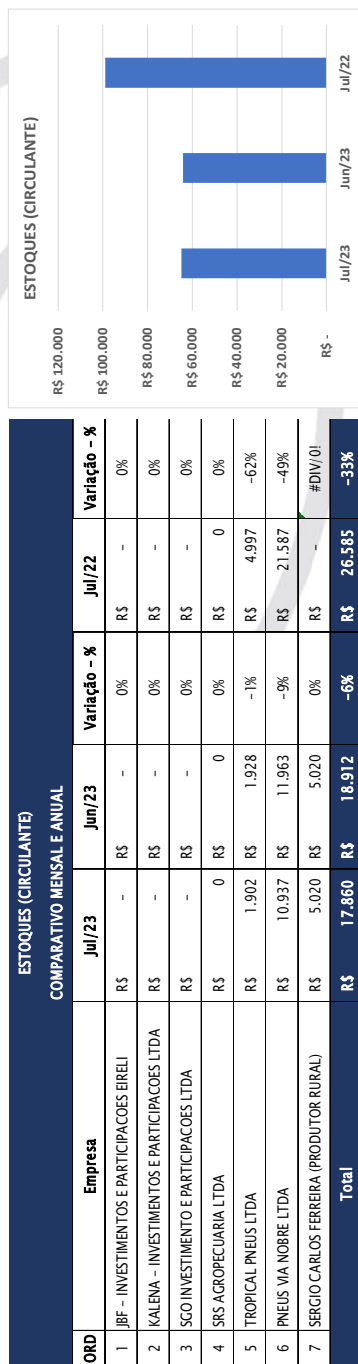 ESTOQUES (CIRCULANTE)
COMPARATIVO MENSAL E ANUAL
ORD Empresa Jul/23 Jun/23 Variação - % Jul/22 Variação - %
1 JBF - INVESTIMENTOS E PARTICIPACOES EIRELI R$ - R$ - 0% R$ - 0%
2 KALENA - INVESTIMENTOS E PARTICIPACOES LTDA R$ - R$ - 0% R$ - 0%
3 SGO INVESTIMENTO E PARTICIPACOES LTDA R$ - R$ - 0% R$ - 0%
4 SRS AGROPECUARIA LTDA R$ 0 R$ 0 0% R$ 0 0%
5 TROPICAL PNEUS LTDA R$ 1.902 R$ 1.928 -1% R$ 4.997 -62%
6 PNEUS VIA NOBRE LTDA R$ 10.937 R$ 11.963 -9% R$ 21.587 -49%
7 SERGIO CARLOS FERREIRA (PRODUTOR RURAL) R$ 5.020 R$ 5.020 0% R$ - #DIV/0!
Total R$ 17.860 R$ 18.912 -6% R$ 26.585 -33%
ESTOQUES (CIRCULANTE)
R$ 120.000
R$ 100.000
R$ 80.000
R$ 60.000
R$ 40.000
R$ 20.000
R$ -
Jul/23 Jun/23 Jul/22